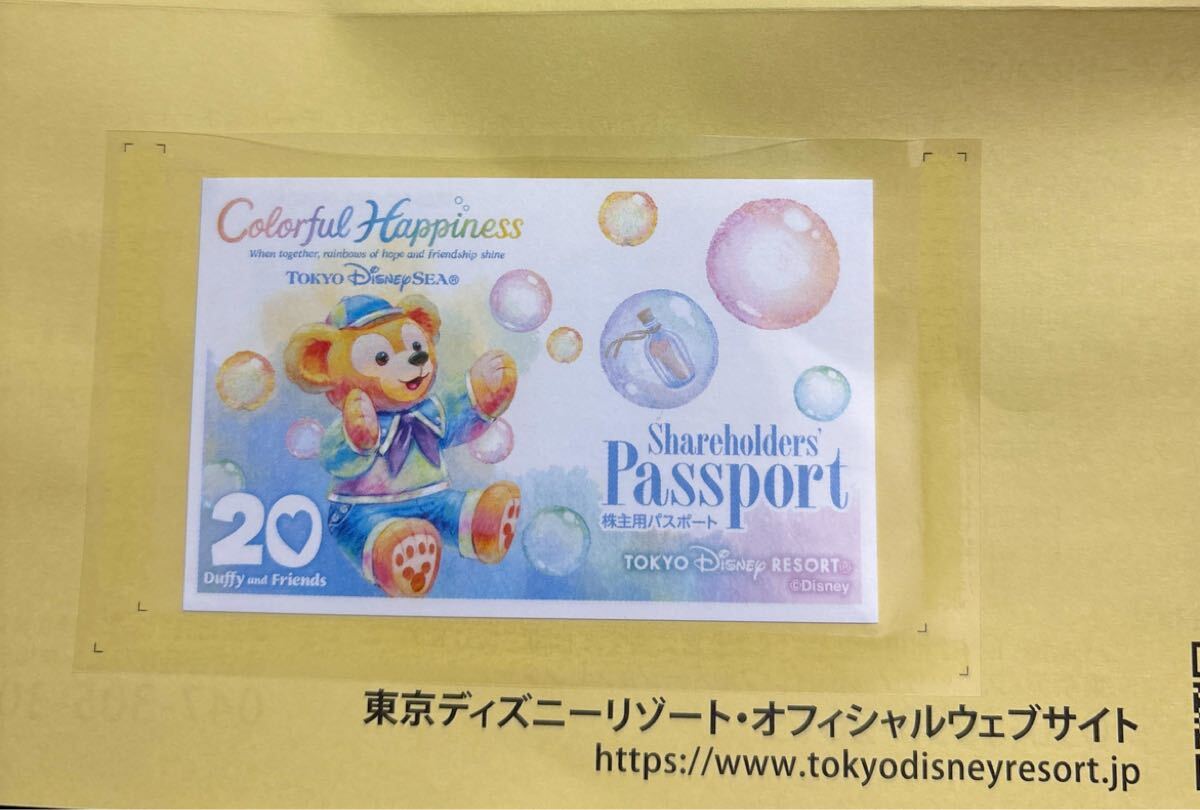 Colorful Happiness
When together, rainbows of hope and friendship shine
TOKYO DISNEYSEA®
20
Duffy and Friends
Shareholders'
Passport
株主用パスポート
TOKYO Disney RESORT®
©Disney
東京ディズニーリゾート・オフィシャルウェブサイト
https://www.tokyodisneyresort.jp